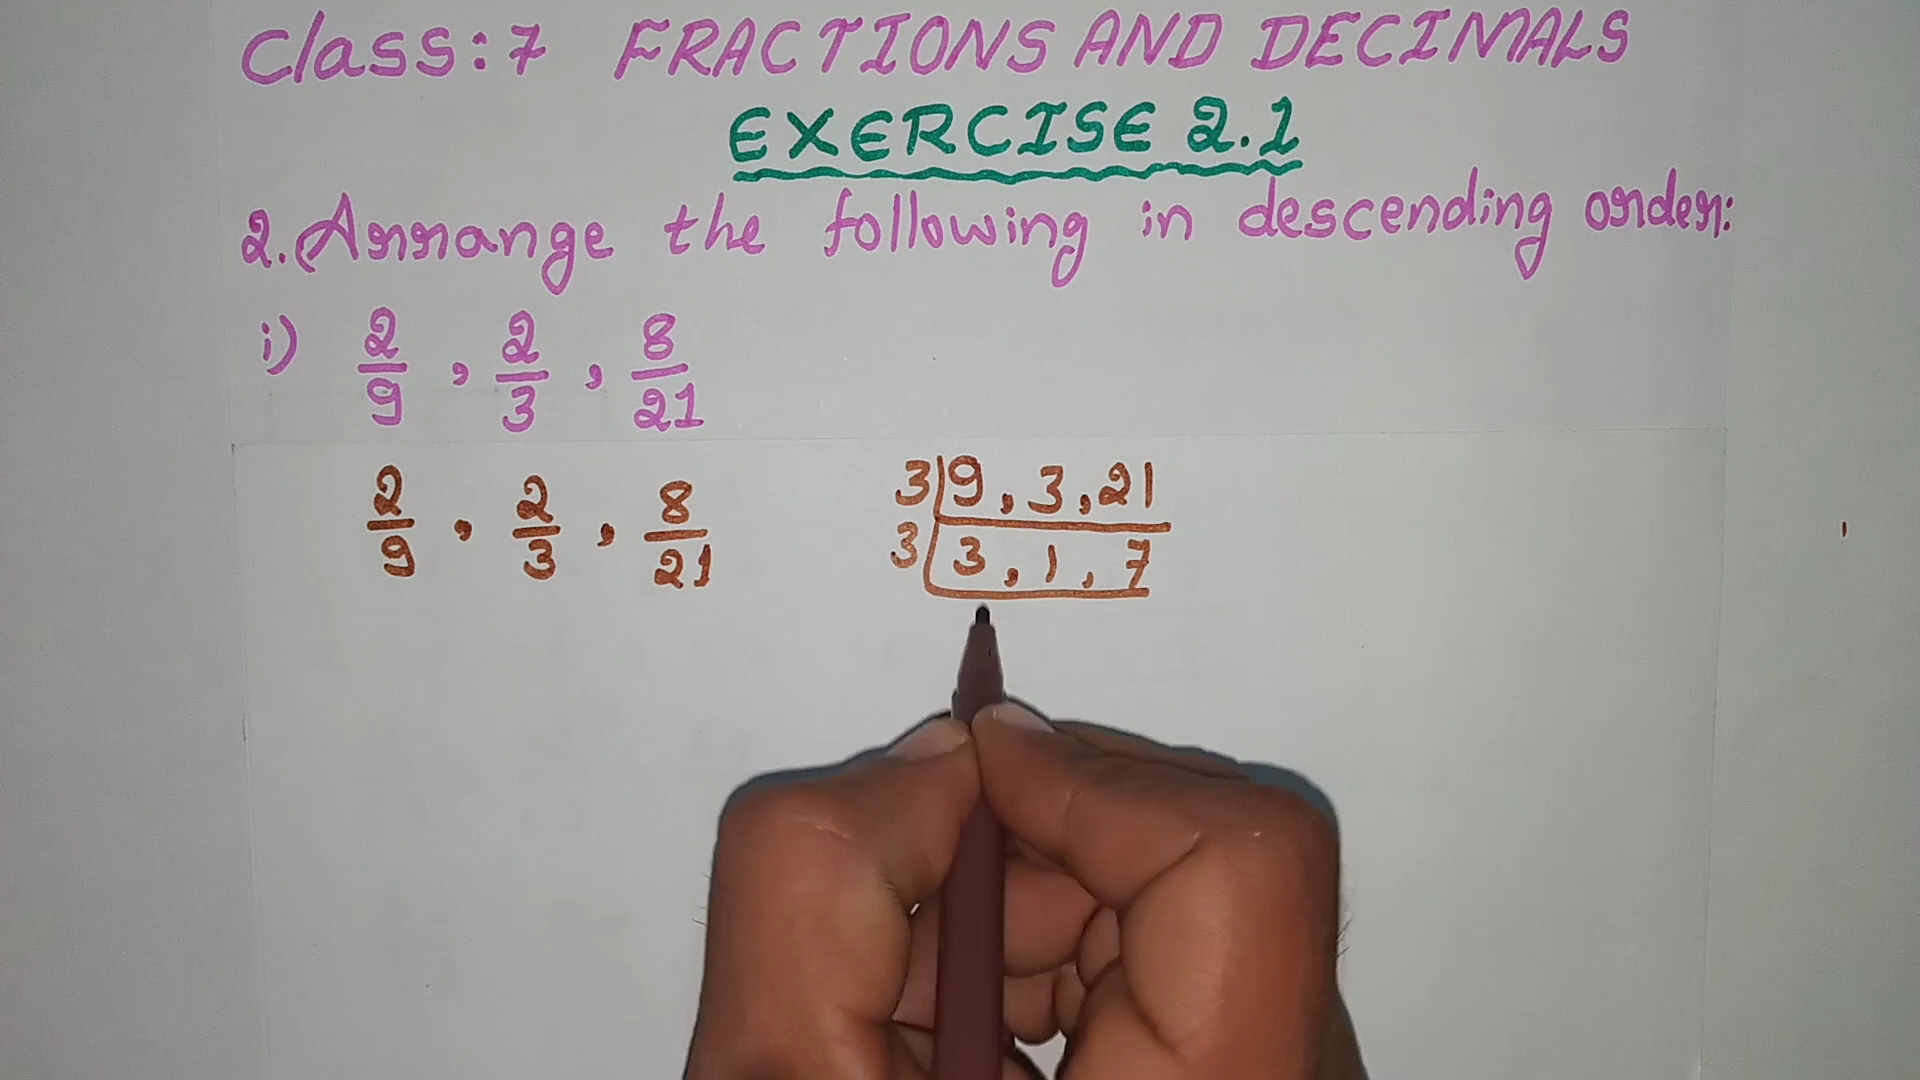 Class:7 FRACTIONS AND DECIMALS
EXERCISE 2.1
2. Arrange the following in descending order:
i) 2/9 , 2/3 , 8/21
2/9 , 2/3 , 8/21
3 | 9 , 3 , 21
3 | 3 , 1 , 7